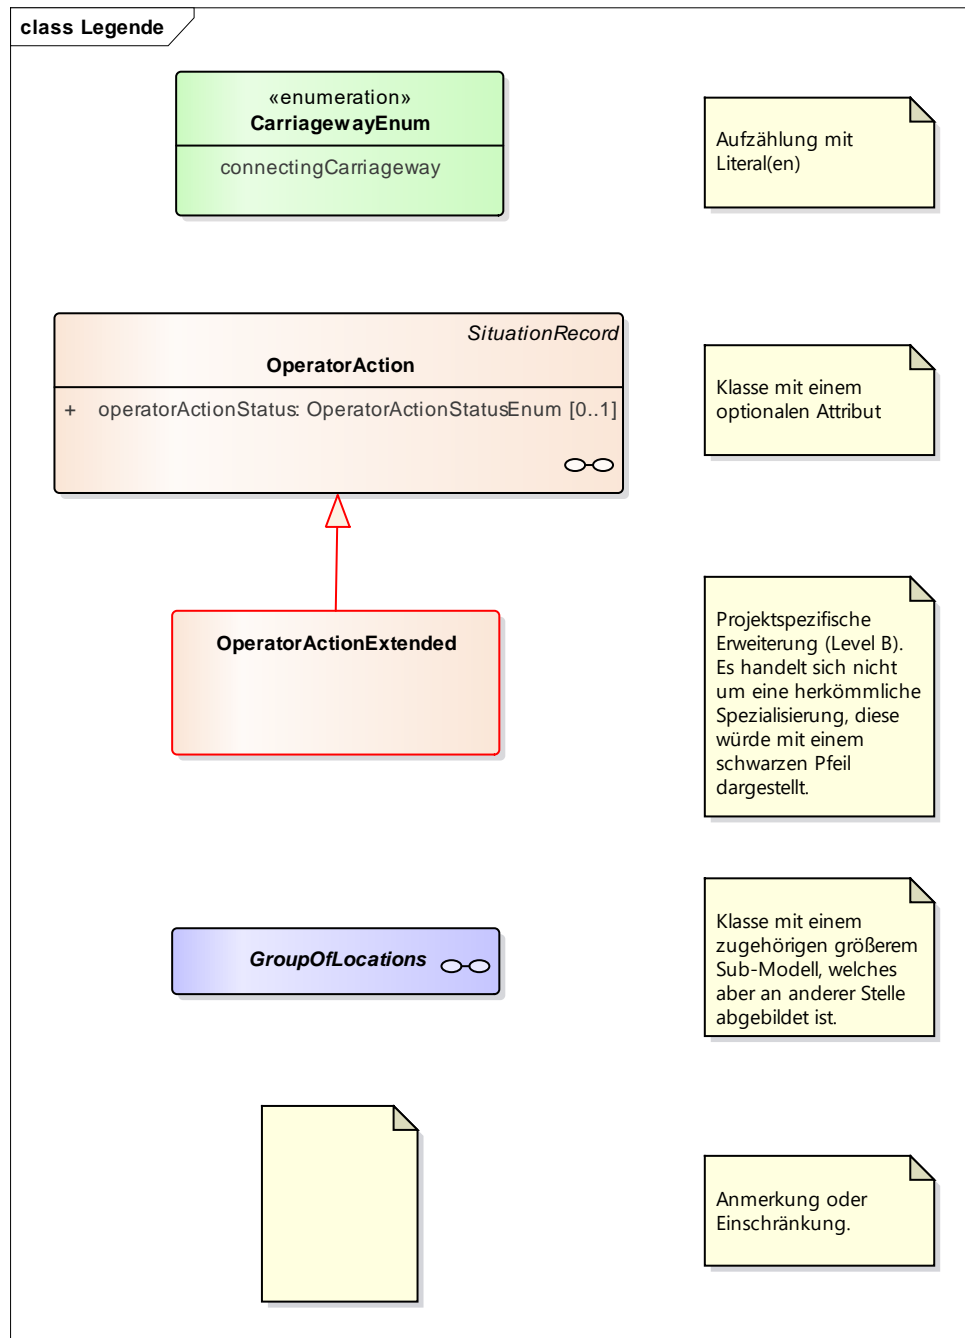 class Legende
«enumeration»
CarriagewayEnum
connectingCarriageway
Aufzählung mit
Literal(en)
SituationRecord
OperatorAction
+ operatorActionStatus: OperatorActionStatusEnum [0..1]
Klasse mit einem
optionalen Attribut
OperatorActionExtended
Projektspezifische
Erweiterung (Level B).
Es handelt sich nicht
um eine herkömmliche
Spezialisierung, diese
würde mit einem
schwarzen Pfeil
dargestellt.
GroupOfLocations
Klasse mit einem
zugehörigen größerem
Sub-Modell, welches
aber an anderer Stelle
abgebildet ist.
Anmerkung oder
Einschränkung.